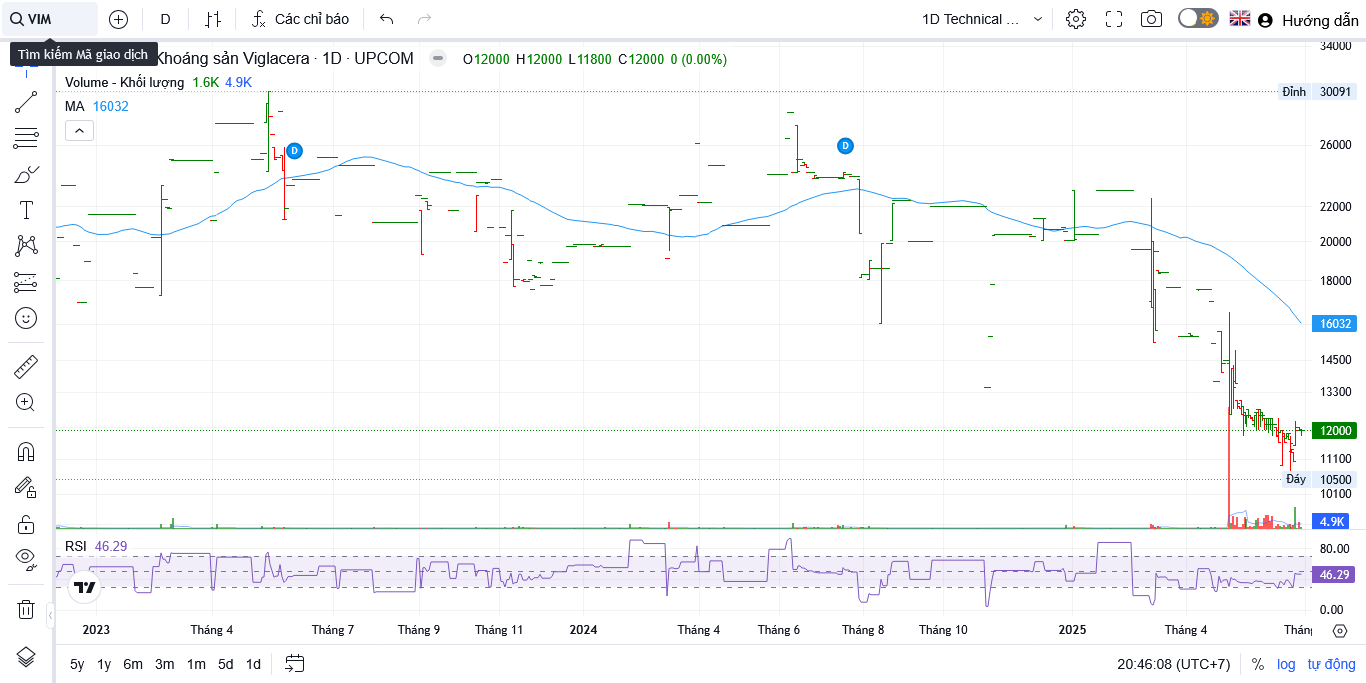 VIM
D
Các chỉ báo
1D Technical ...
Hướng dẫn
Tìm kiếm Mã giao dịch
Khoáng sản Viglacera · 1D · UPCOM
O12000 H12000 L11800 C12000 0 (0.00%)
Volume - Khối lượng 1.6K 4.9K
MA 16032
D
D
34000
Đỉnh 30091
26000
22000
20000
18000
16032
14500
13300
12000
11100
Đáy 10500
10100
4.9K
RSI 46.29
80.00
46.29
0.00
2023 Tháng 4 Tháng 7 Tháng 9 Tháng 11 2024 Tháng 4 Tháng 6 Tháng 8 Tháng 10 2025 Tháng 4 Tháng
5y 1y 6m 3m 1m 5d 1d
20:46:08 (UTC+7) % log tự động